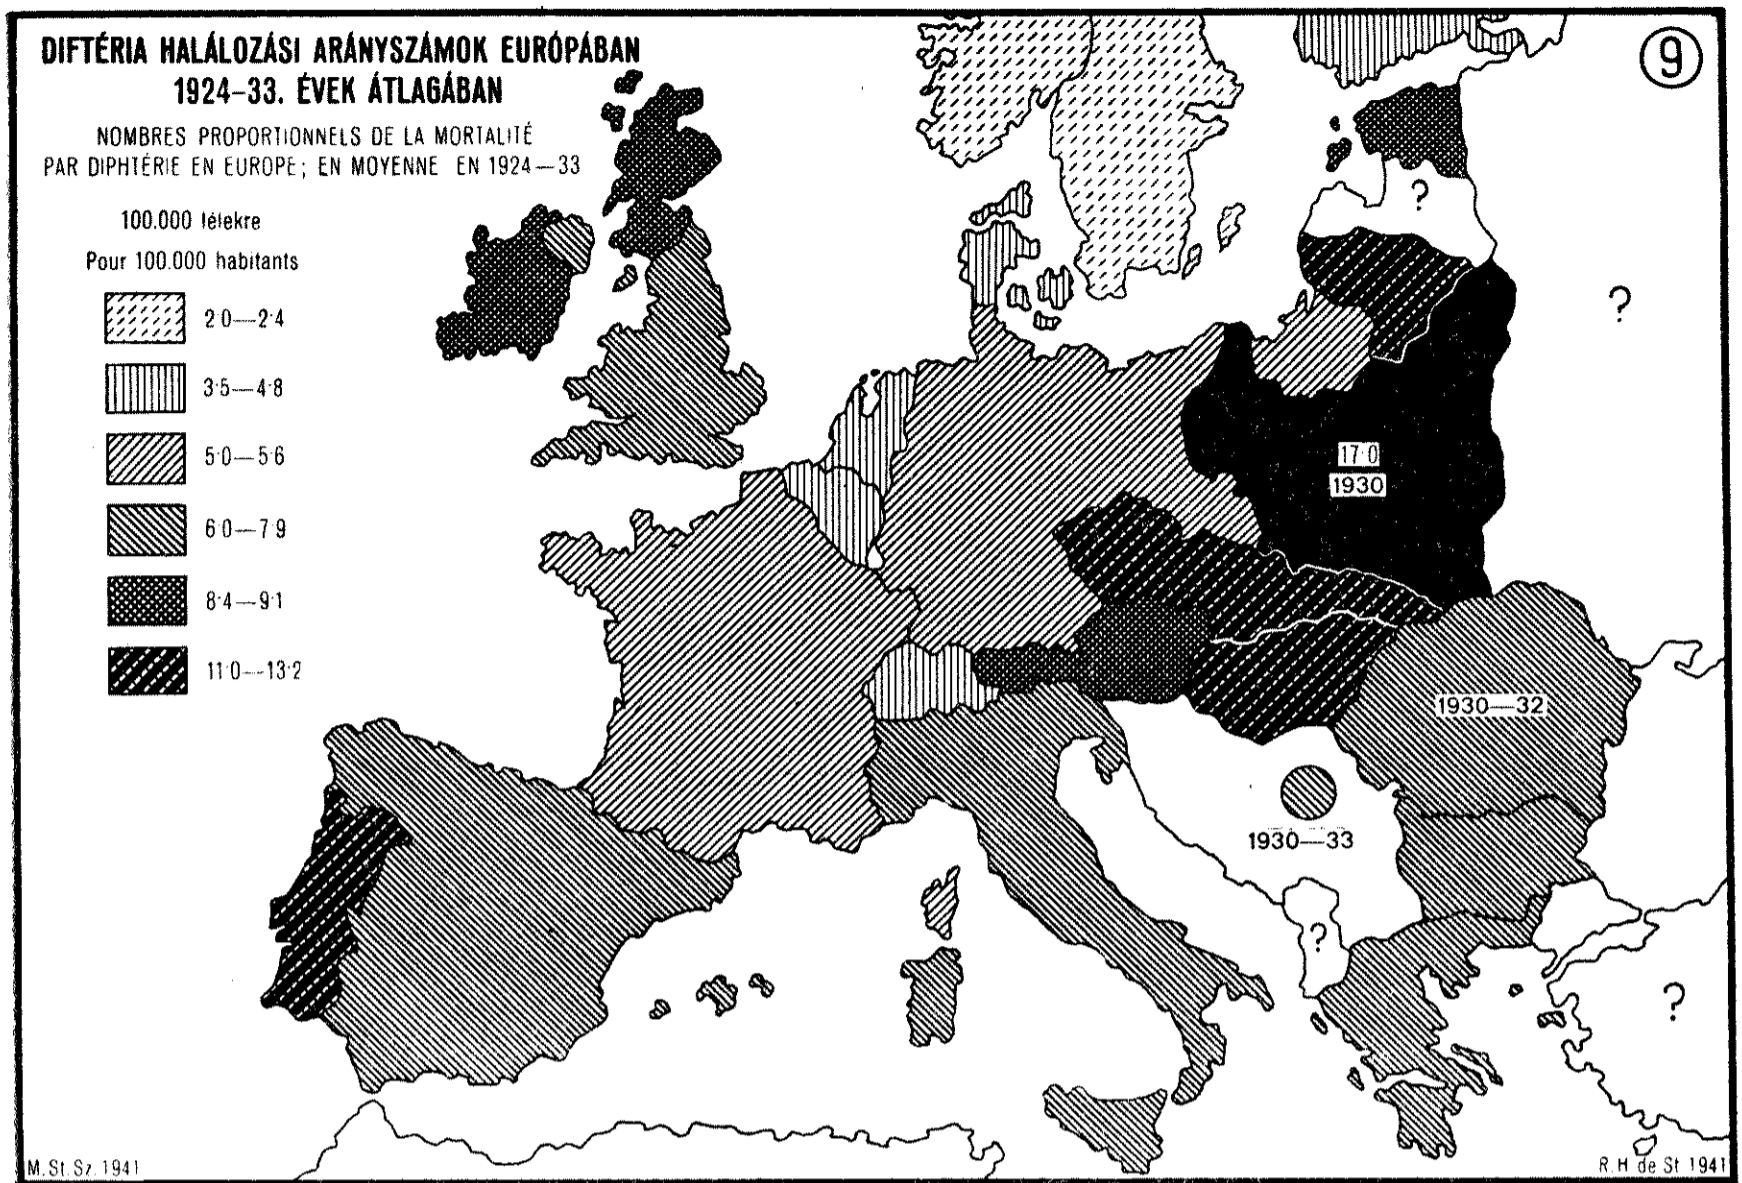 DIFTÉRIA HALÁLOZÁSI ARÁNYSZÁMOK EURÓPÁBAN
1924-33. ÉVEK ÁTLAGÁBAN
NOMBRES PROPORTIONNELS DE LA MORTALITÉ
PAR DIPHTÉRIE EN EUROPE; EN MOYENNE EN 1924—33
100.000 lélekre
Pour 100.000 habitants
2·0—2·4
3·5—4·8
5·0—5·6
6·0—7·9
8·4—9·1
11·0—13·2
9
?
?
17·0
1930
1930—32
1930—33
?
?
M.St.Sz.1941
R.H de St 1941